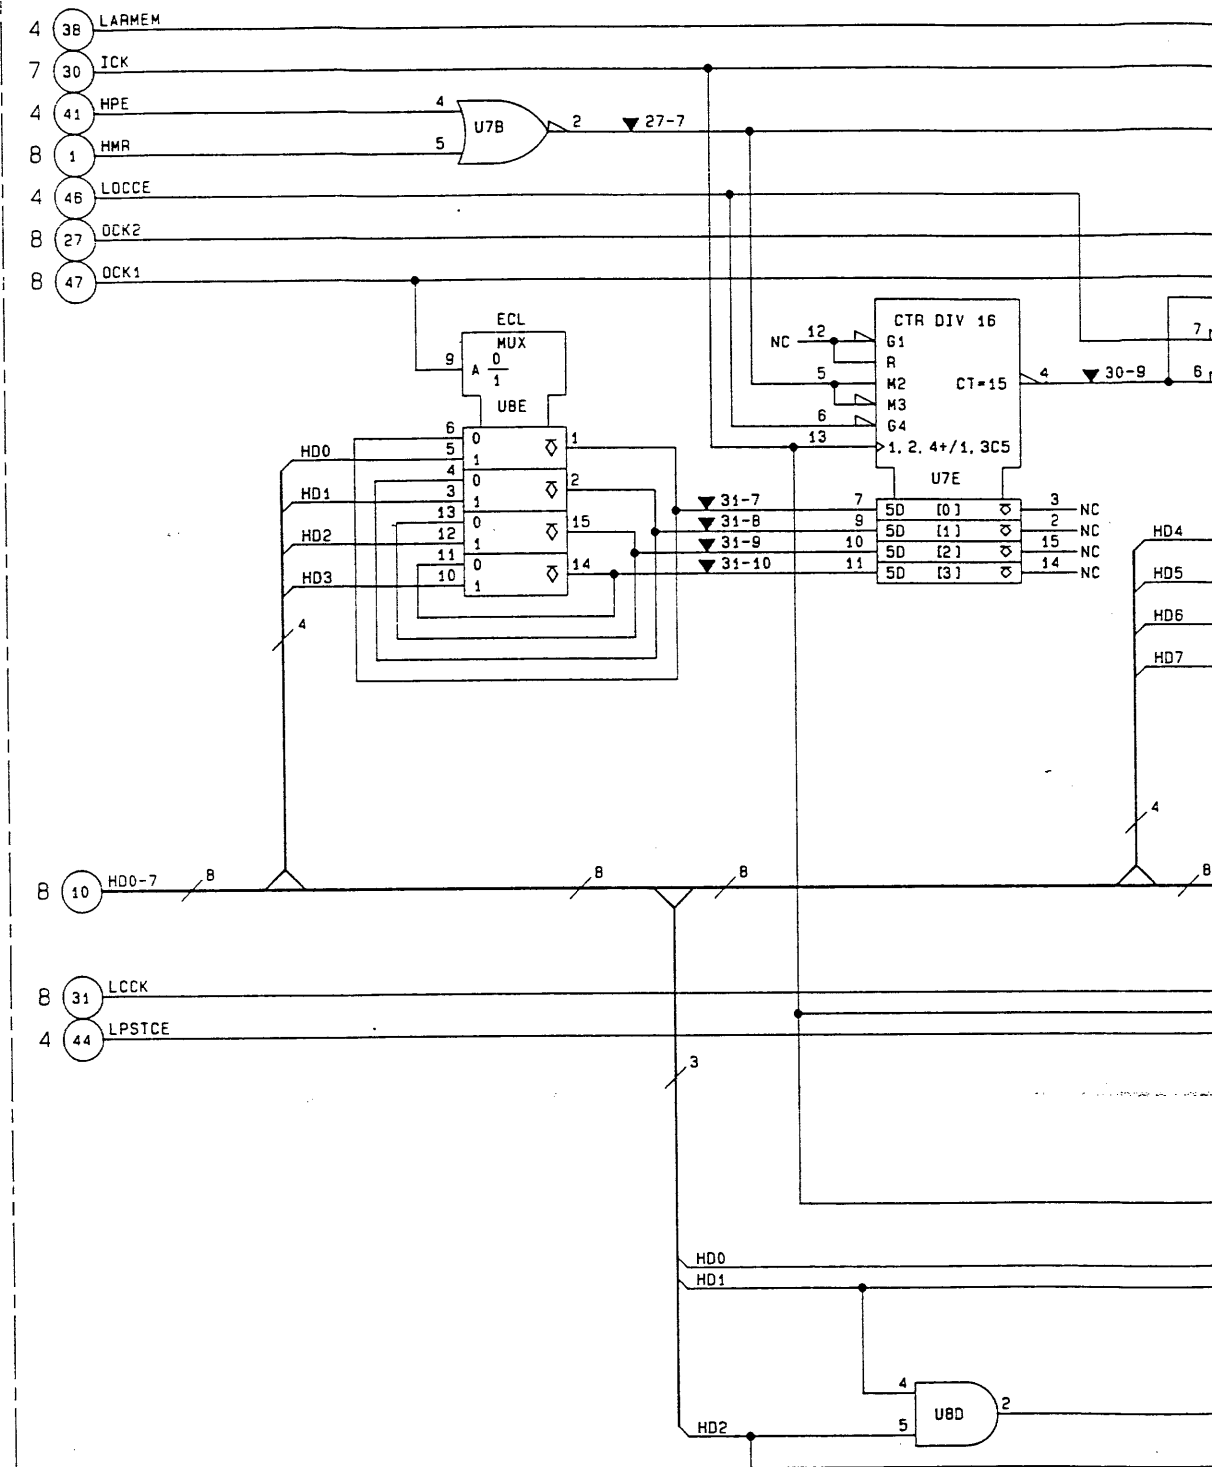 4 38 LARMEM
7 30 ICK
4 41 HPE 4
U7B 2 27-7
8 1 HMR 5
4 46 LOCCE
8 27 OCK2
8 47 OCK1
ECL
MUX
9 A 0
1
U8E
6 0 1
HD0 5 1
4 0 2
HD1 3 1
13 0 15
HD2 12 1
11 0 14
HD3 10 1
4
CTR DIV 16
NC 12 G1
R
5 M2 CT=15 4 30-9 6
M3
6 G4
13 1, 2, 4+/1, 3C5
7
U7E
31-7 7 5D [0] 3 NC
31-8 9 5D [1] 2 NC
31-9 10 5D [2] 15 NC
31-10 11 5D [3] 14 NC
HD4
HD5
HD6
HD7
4
8 10 HD0-7 8 8 8 8
8 31 LCCK
4 44 LPSTCE
3
HD0
HD1
4
U8D 2
HD2 5